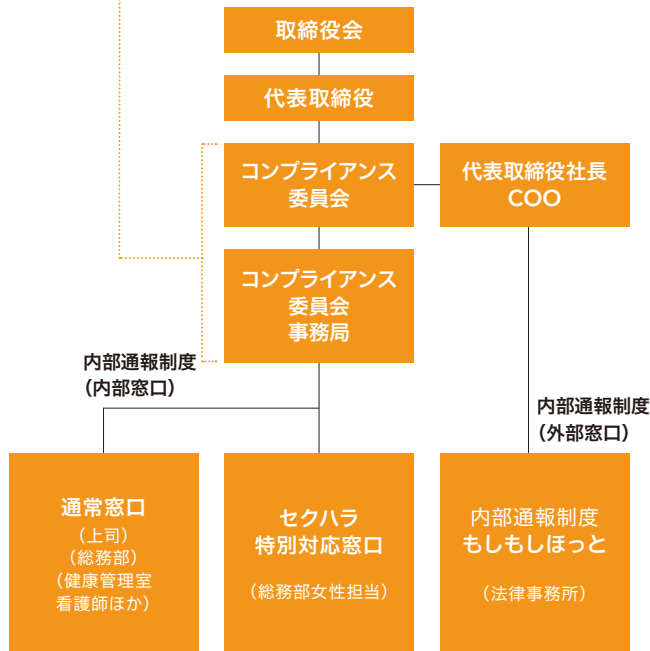 取締役会
代表取締役
コンプライアンス
委員会
代表取締役社長
COO
コンプライアンス
委員会
事務局
内部通報制度
（内部窓口）
内部通報制度
（外部窓口）
通常窓口
（上司）
（総務部）
（健康管理室
看護師ほか）
セクハラ
特別対応窓口
（総務部女性担当）
内部通報制度
もしもしほっと
（法律事務所）